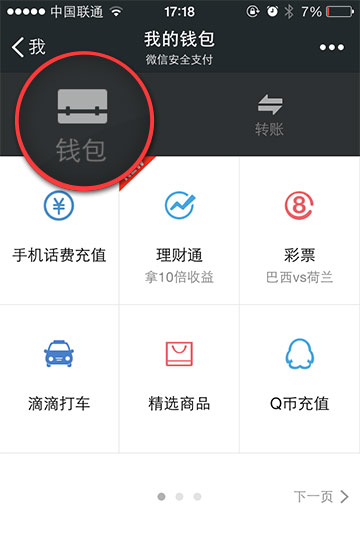 中国联通 17:18 7%
我 我的钱包
微信安全支付
钱包 转账
手机话费充值 理财通 彩票
拿10倍收益 巴西vs荷兰
滴滴打车 精选商品 Q币充值
下一页